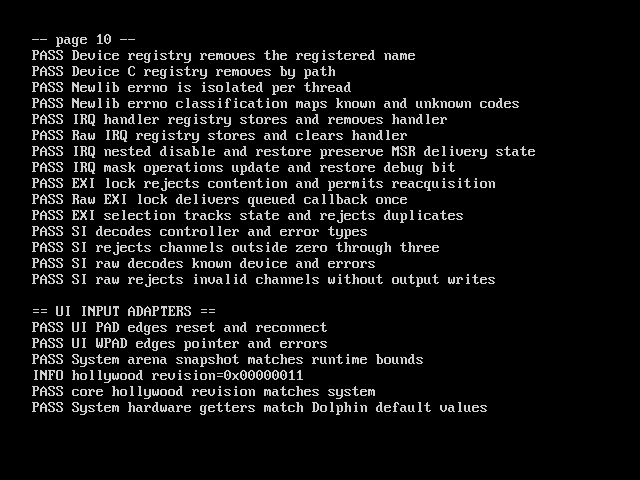 -- page 10 --
PASS Device registry removes the registered name
PASS Device C registry removes by path
PASS Newlib errno is isolated per thread
PASS Newlib errno classification maps known and unknown codes
PASS IRQ handler registry stores and removes handler
PASS Raw IRQ registry stores and clears handler
PASS IRQ nested disable and restore preserve MSR delivery state
PASS IRQ mask operations update and restore debug bit
PASS EXI lock rejects contention and permits reacquisition
PASS Raw EXI lock delivers queued callback once
PASS EXI selection tracks state and rejects duplicates
PASS SI decodes controller and error types
PASS SI rejects channels outside zero through three
PASS SI raw decodes known device and errors
PASS SI raw rejects invalid channels without output writes
== UI INPUT ADAPTERS ==
PASS UI PAD edges reset and reconnect
PASS UI WPAD edges pointer and errors
PASS System arena snapshot matches runtime bounds
INFO hollywood revision=0x00000011
PASS core hollywood revision matches system
PASS System hardware getters match Dolphin default values